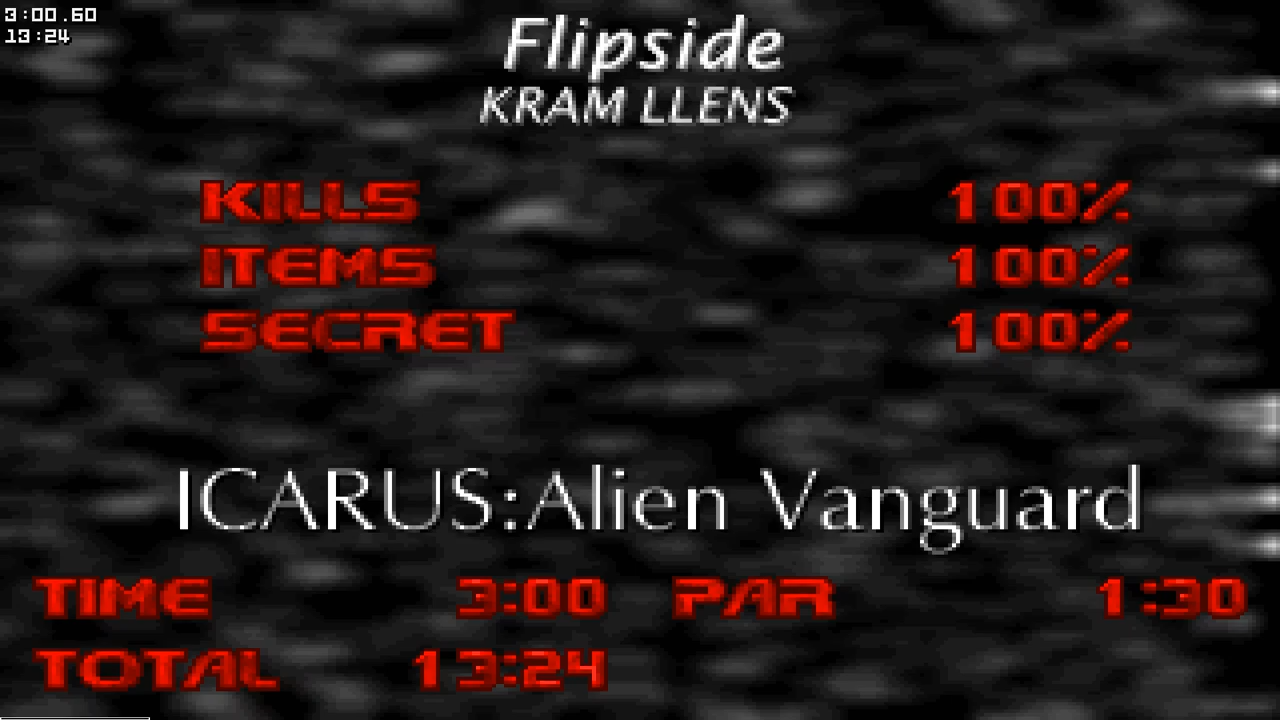 3:00.60
13:24
Flipside
KRAM LLENS
KILLS 100%
ITEMS 100%
SECRET 100%
ICARUS:Alien Vanguard
TIME 3:00 PAR 1:30
TOTAL 13:24